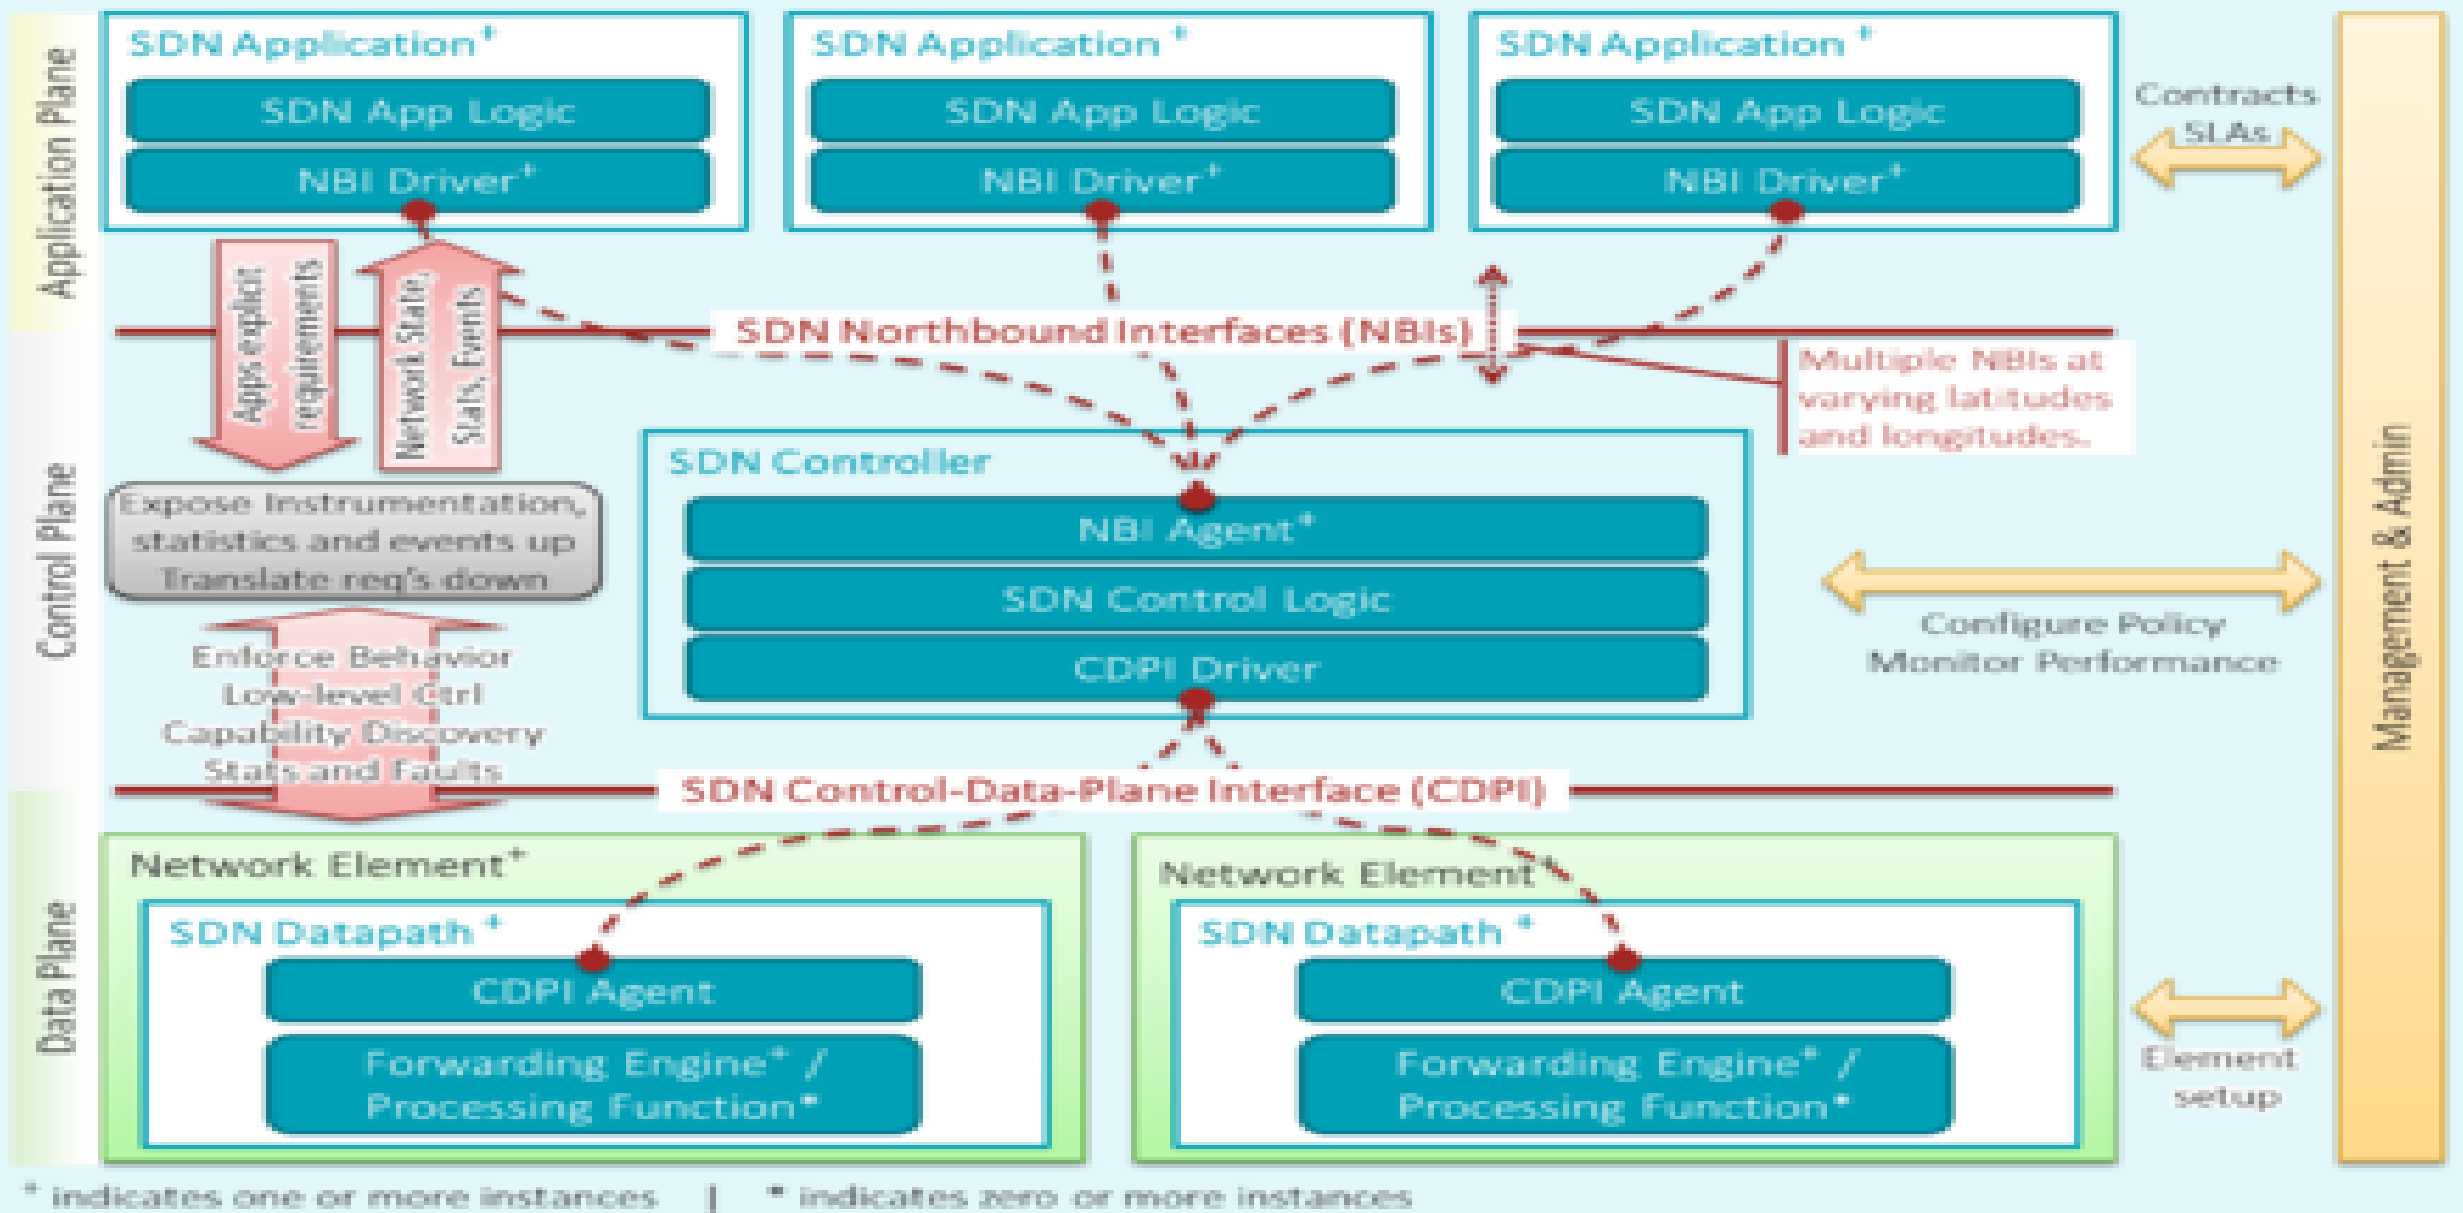 Application Plane
SDN Application+
SDN App Logic
NBI Driver+
SDN Application +
SDN App Logic
NBI Driver+
SDN Application +
SDN App Logic
NBI Driver+
Contracts
SLAs
Apps explicit
requirements
Network State,
Stats, Events
SDN Northbound Interfaces (NBIs)
Multiple NBIs at
varying latitudes
and longitudes.
Control Plane
Expose Instrumentation,
statistics and events up
Translate req's down
SDN Controller
NBI Agent+
SDN Control Logic
CDPI Driver
Configure Policy
Monitor Performance
Management & Admin
Enforce Behavior
Low-level Ctrl
Capability Discovery
Stats and Faults
SDN Control-Data-Plane Interface (CDPI)
Data Plane
Network Element+
SDN Datapath +
CDPI Agent
Forwarding Engine+ /
Processing Function*
Network Element+
SDN Datapath +
CDPI Agent
Forwarding Engine+ /
Processing Function*
Element
setup
+ indicates one or more instances | * indicates zero or more instances